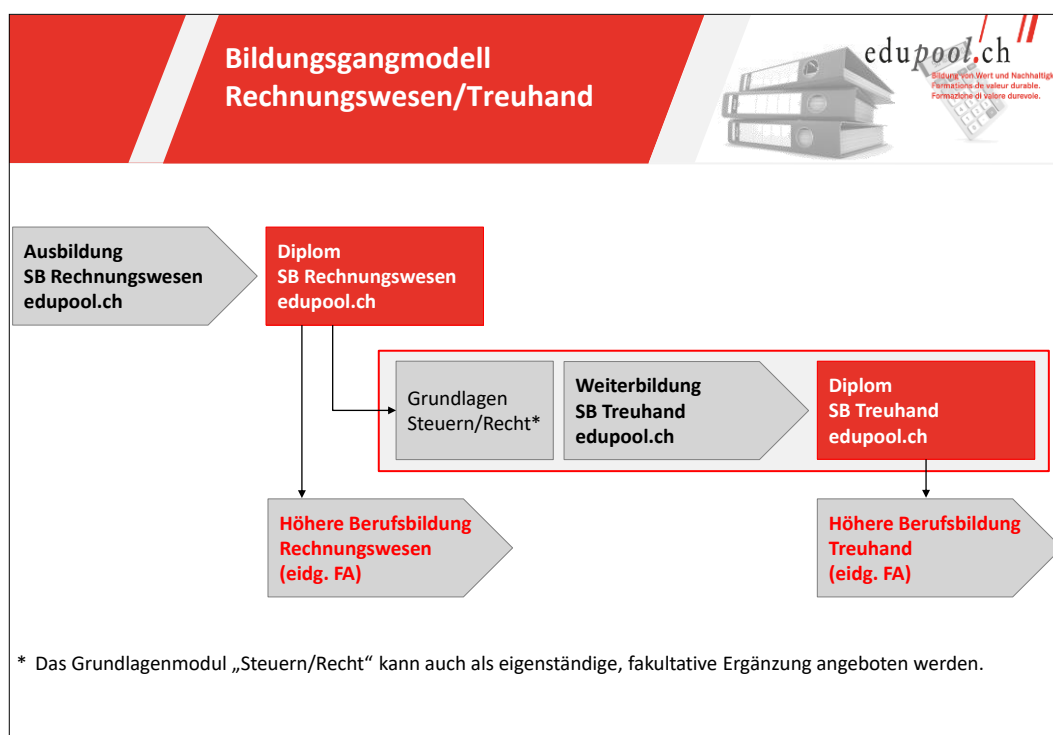 Bildungsgangmodell
Rechnungswesen/Treuhand
edupool.ch
Bildung von Wert und Nachhaltigk
Formations de valeur durable.
Formazione di valore durevole.
Ausbildung
SB Rechnungswesen
edupool.ch
Diplom
SB Rechnungswesen
edupool.ch
Grundlagen
Steuern/Recht*
Weiterbildung
SB Treuhand
edupool.ch
Diplom
SB Treuhand
edupool.ch
Höhere Berufsbildung
Rechnungswesen
(eidg. FA)
Höhere Berufsbildung
Treuhand
(eidg. FA)
* Das Grundlagenmodul „Steuern/Recht“ kann auch als eigenständige, fakultative Ergänzung angeboten werden.